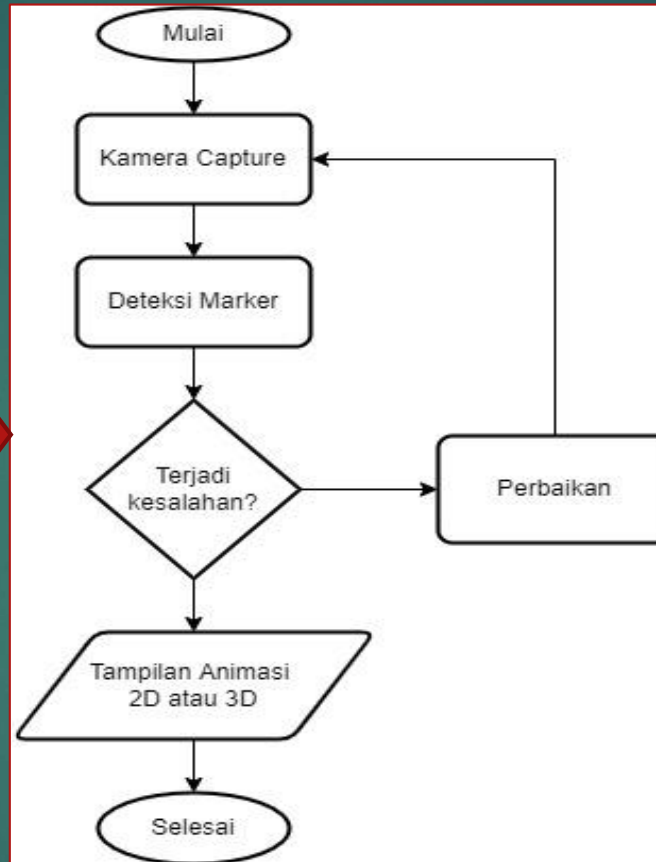 Mulai
Kamera Capture
Deteksi Marker
Terjadi
kesalahan?
Perbaikan
Tampilan Animasi
2D atau 3D
Selesai